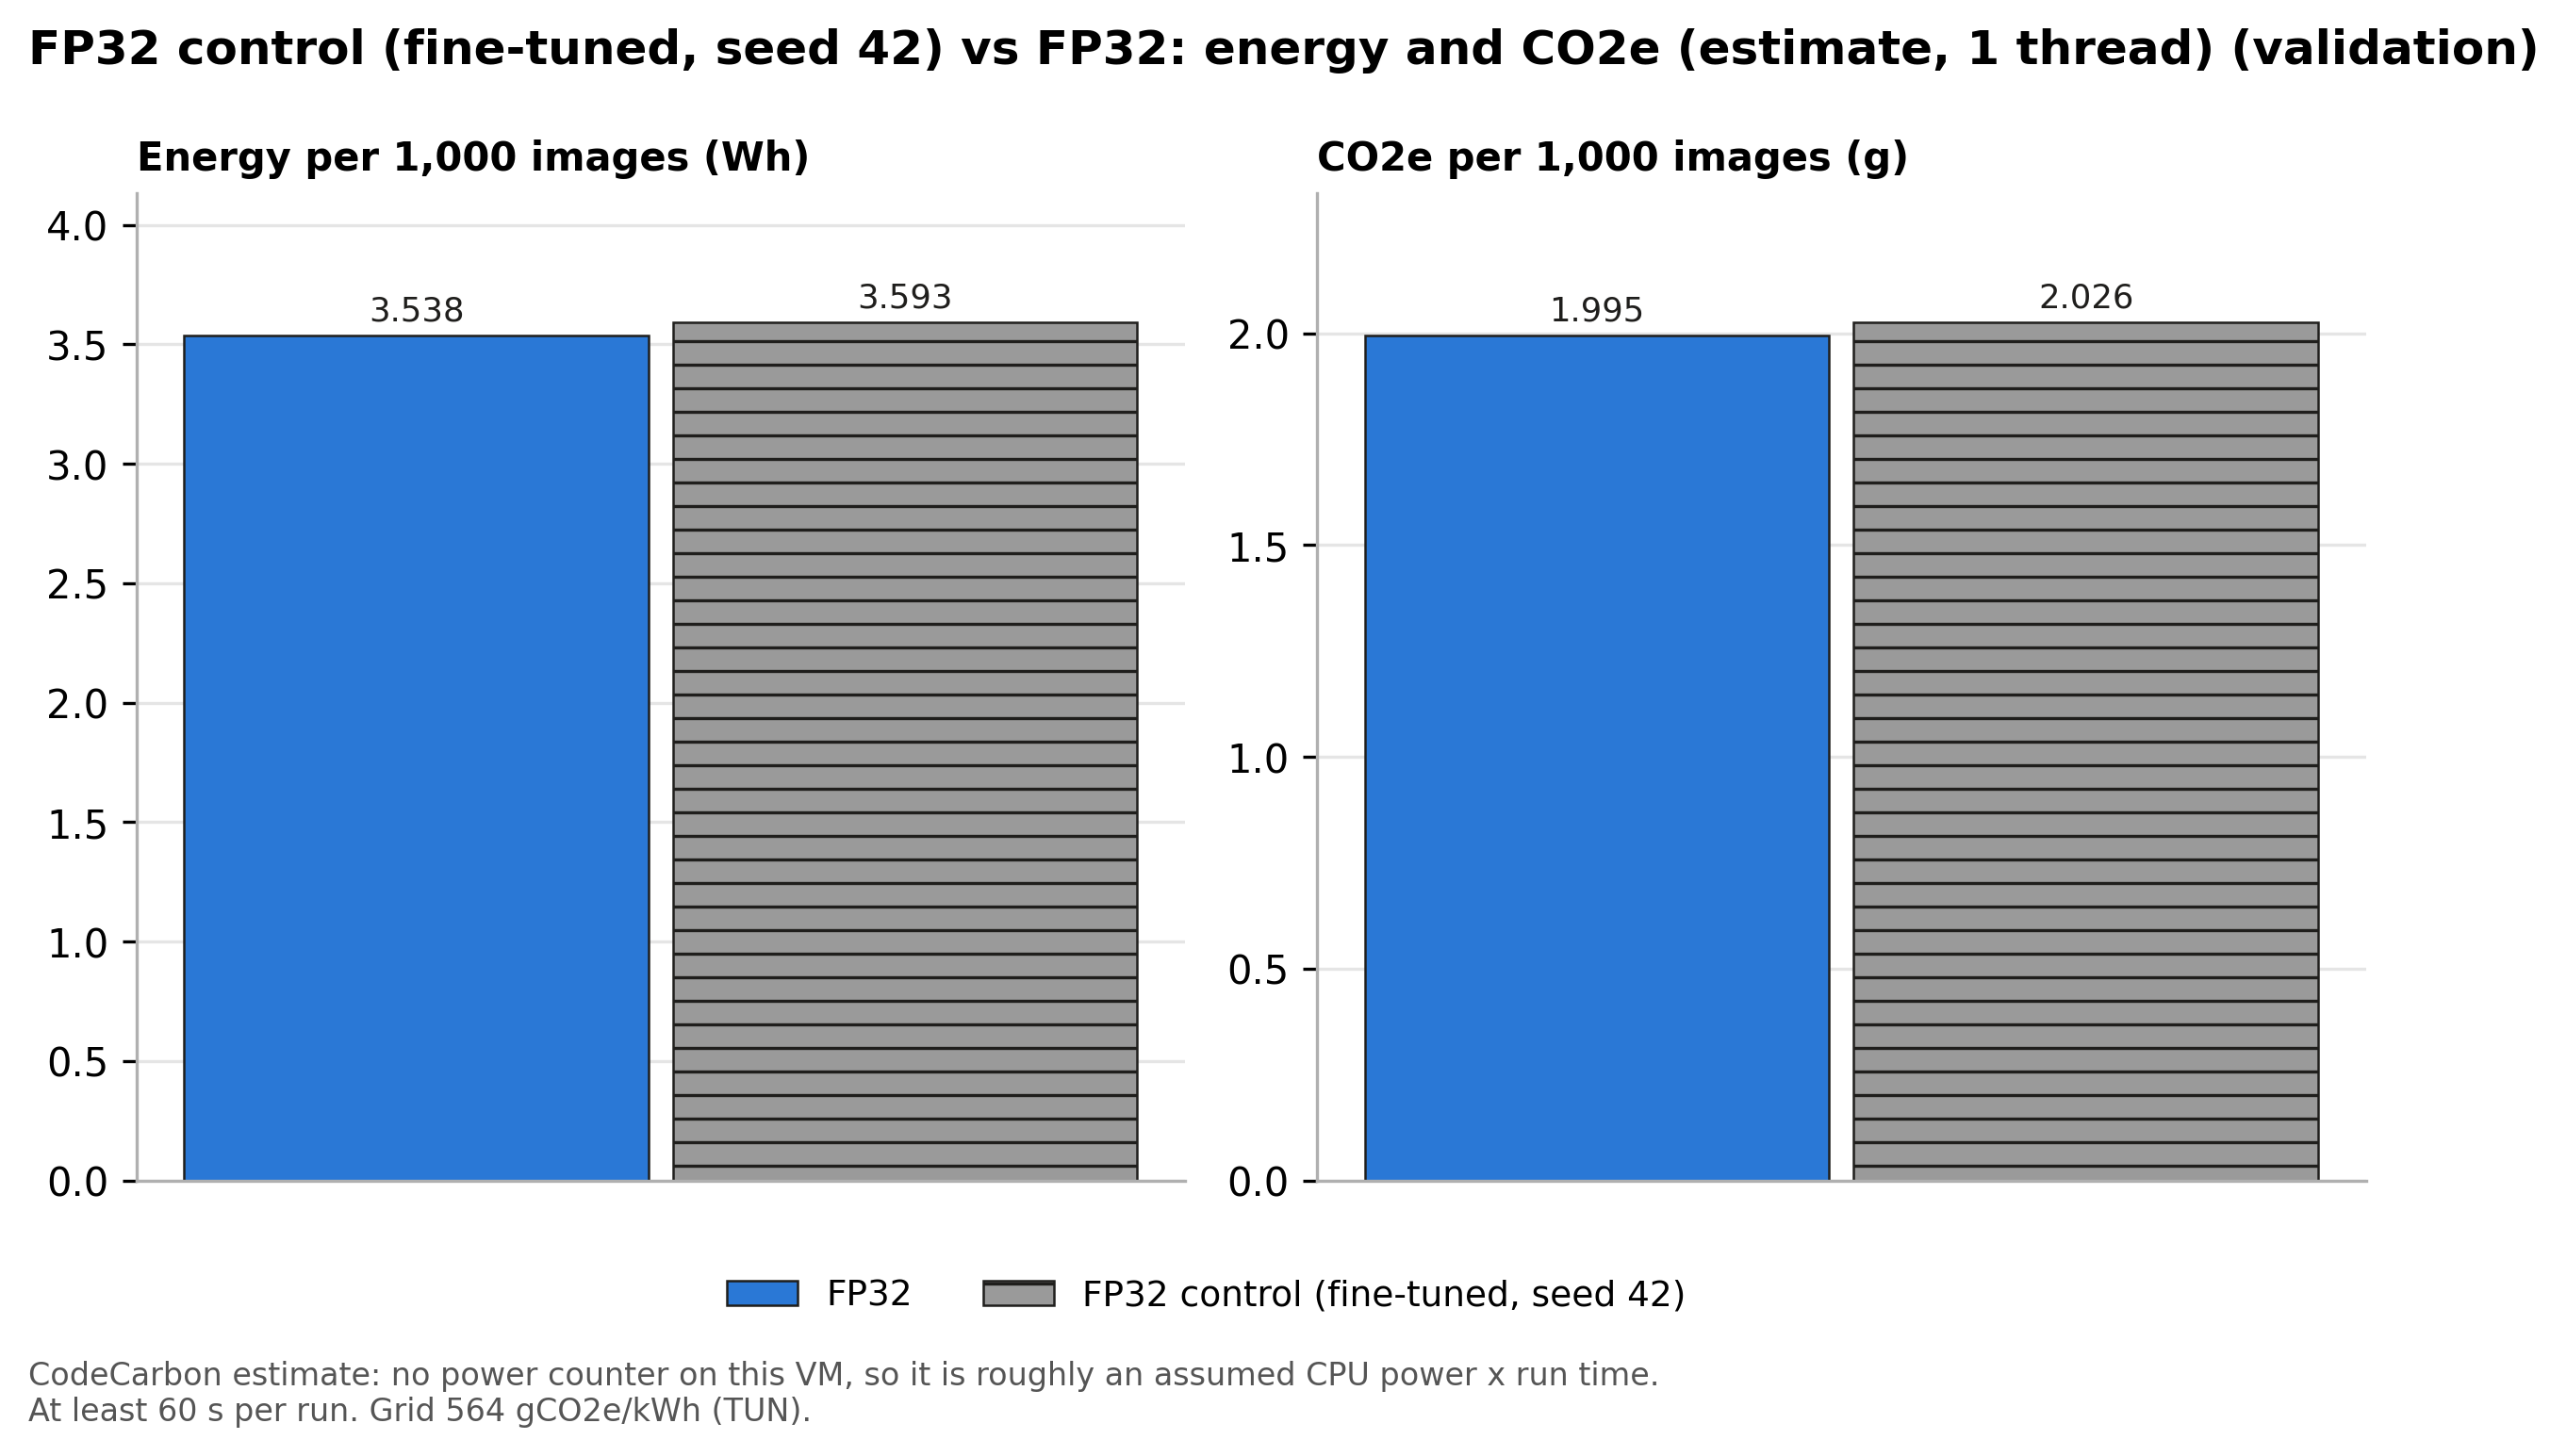 FP32 control (fine-tuned, seed 42) vs FP32: energy and CO2e (estimate, 1 thread) (validation)
Energy per 1,000 images (Wh)
4.0
3.5
3.0
2.5
2.0
1.5
1.0
0.5
0.0
3.538
3.593
CO2e per 1,000 images (g)
2.0
1.5
1.0
0.5
0.0
1.995
2.026
FP32
FP32 control (fine-tuned, seed 42)
CodeCarbon estimate: no power counter on this VM, so it is roughly an assumed CPU power x run time.
At least 60 s per run. Grid 564 gCO2e/kWh (TUN).